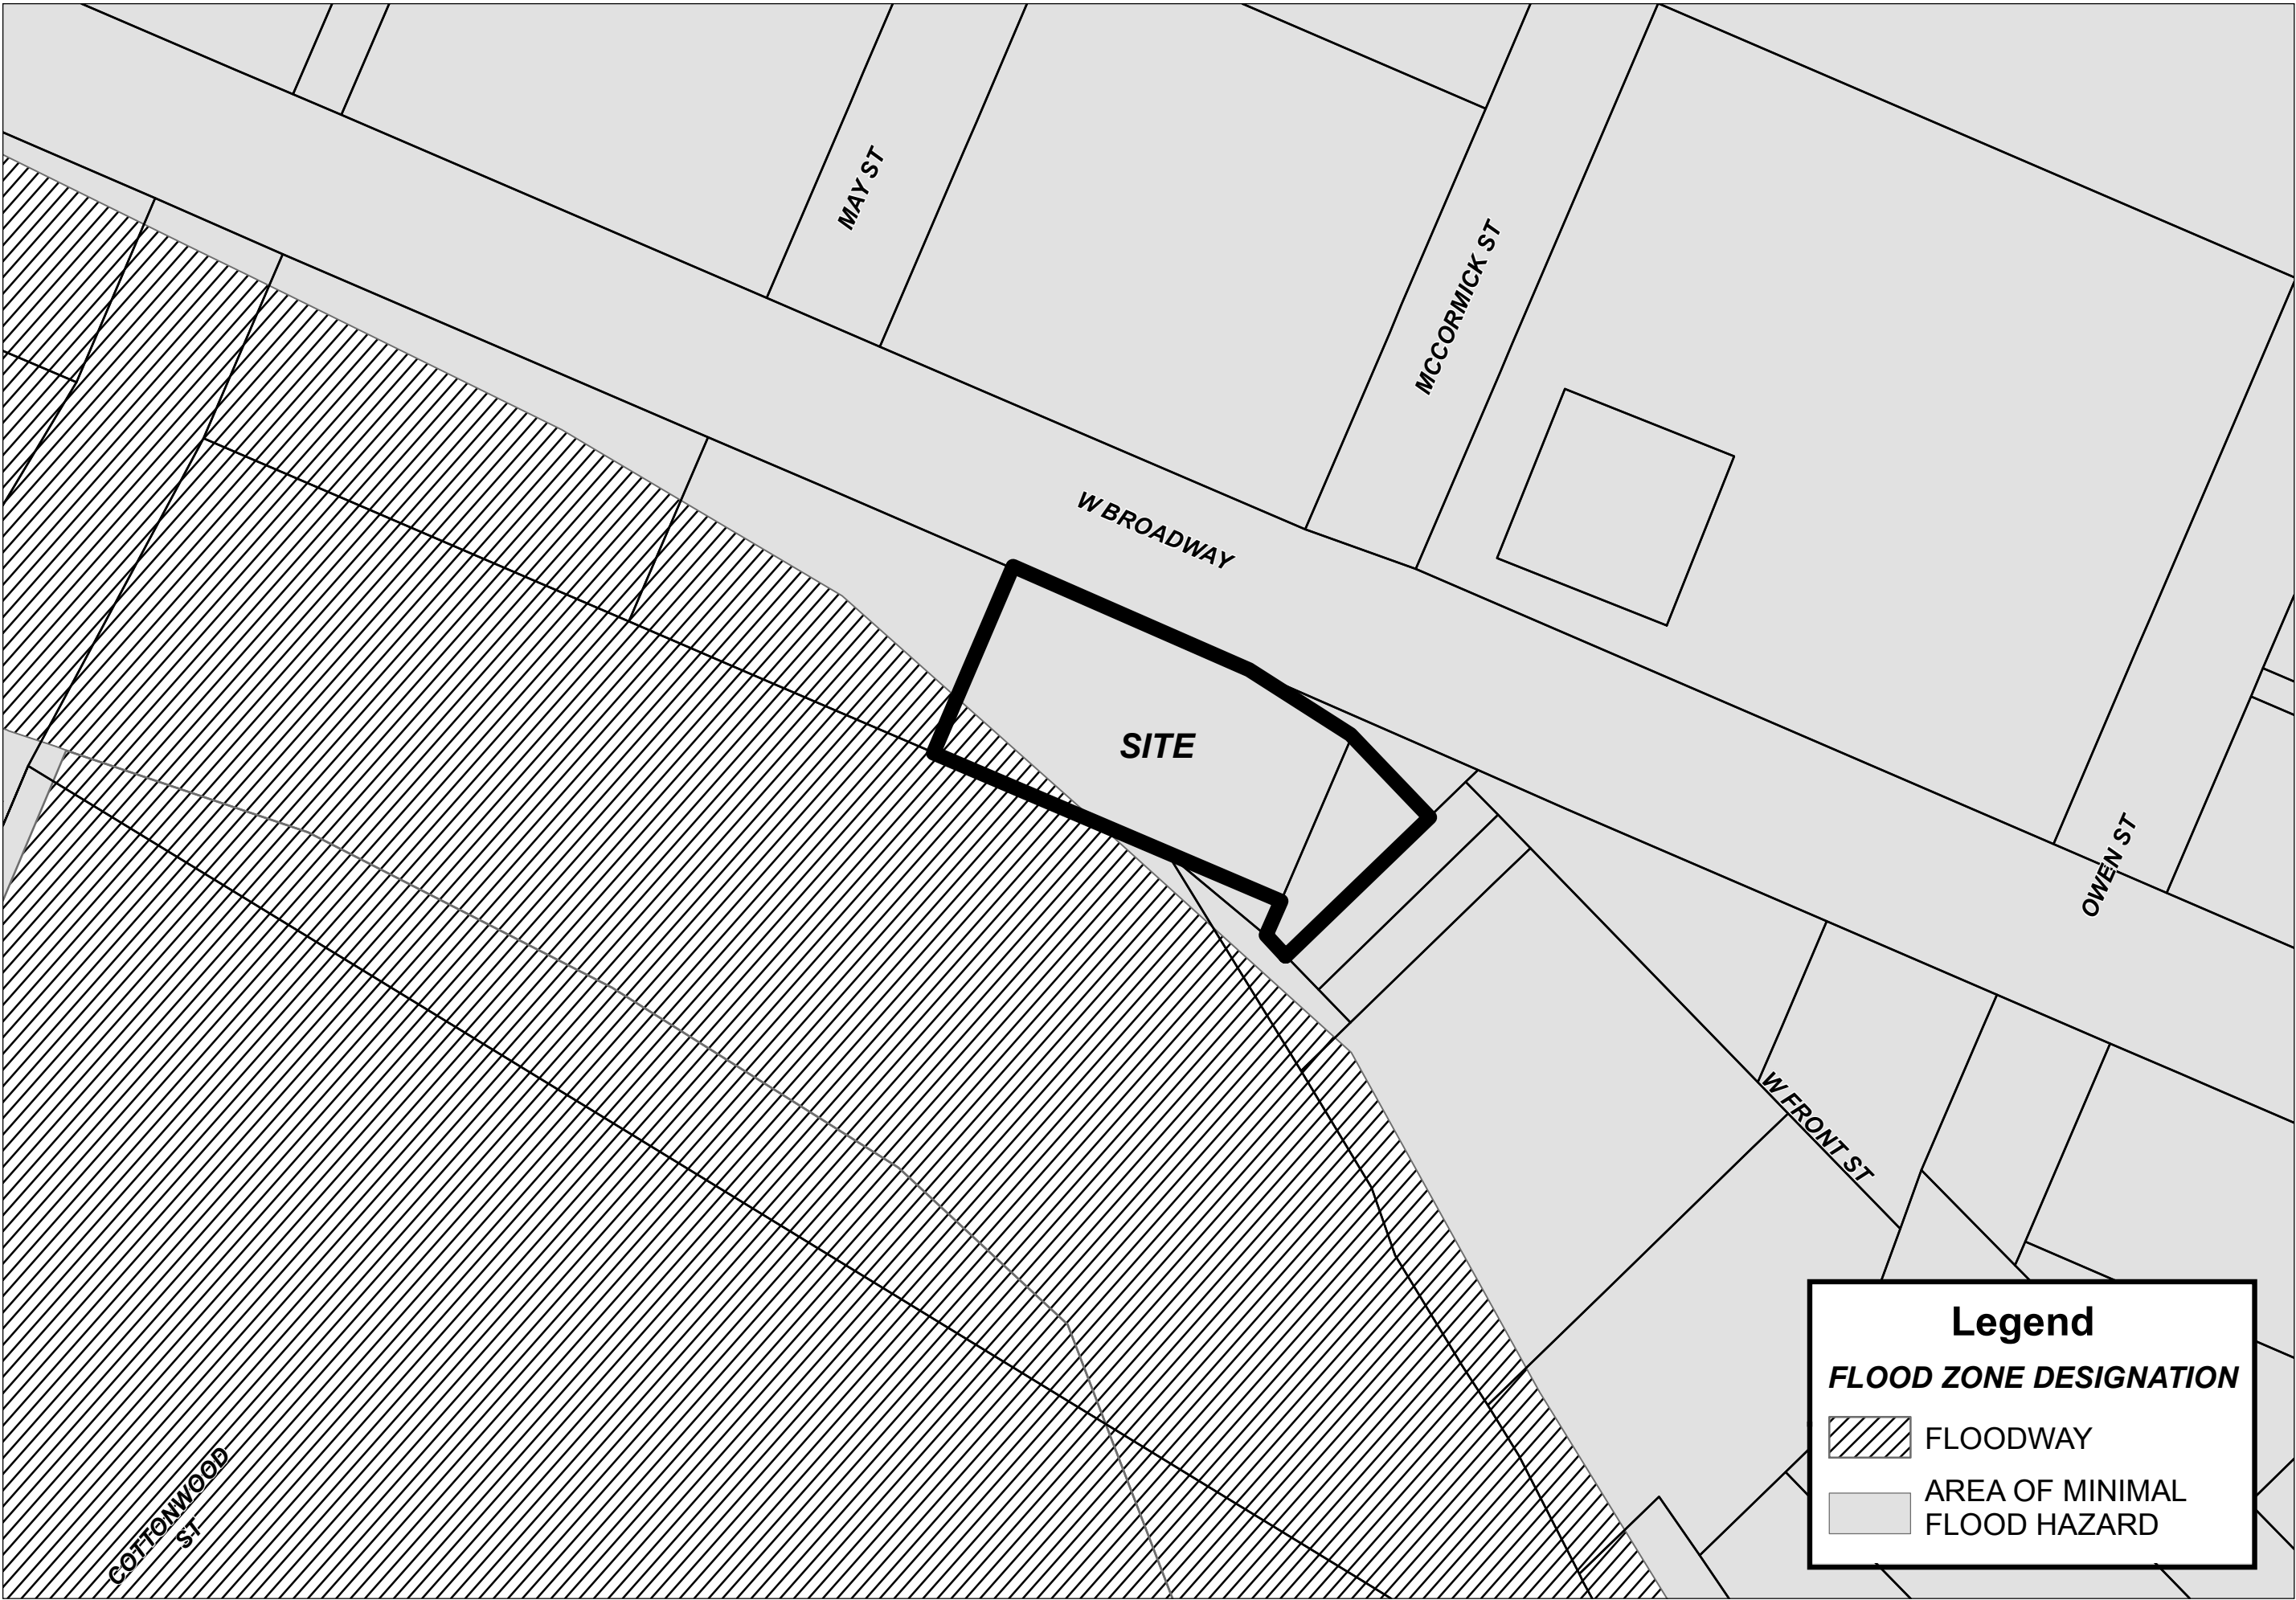 MAY ST
MCCORMICK ST
W BROADWAY
SITE
OWEN ST
W FRONT ST
COTTONWOOD
ST
Legend
FLOOD ZONE DESIGNATION
FLOODWAY
AREA OF MINIMAL
FLOOD HAZARD